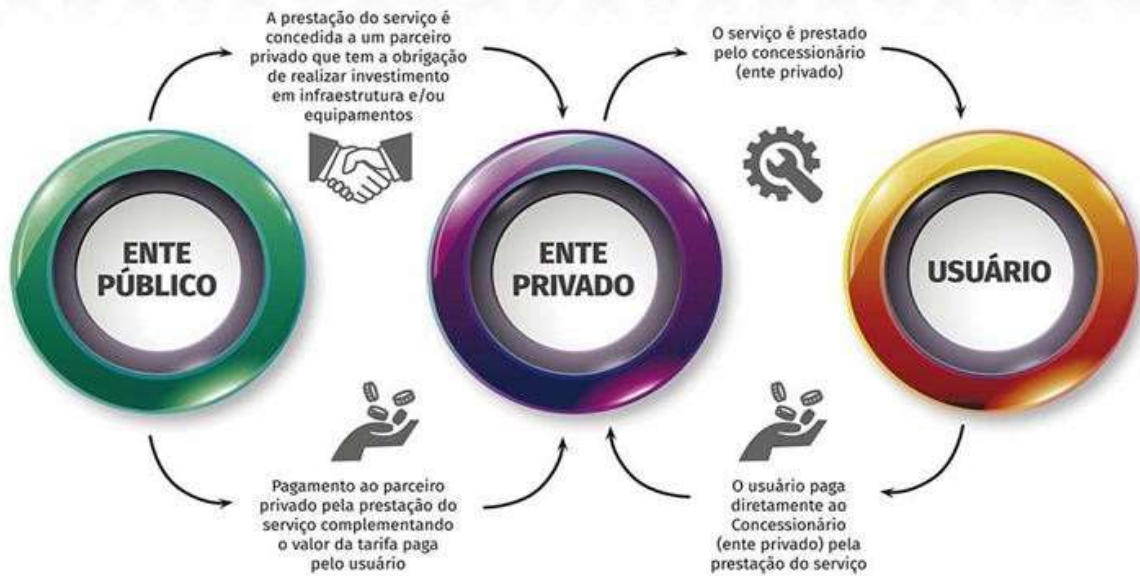 A prestação do serviço é
concedida a um parceiro
privado que tem a obrigação
de realizar investimento
em infraestrutura e/ou
equipamentos
O serviço é prestado
pelo concessionário
(ente privado)
ENTE
PÚBLICO
ENTE
PRIVADO
USUÁRIO
Pagamento ao parceiro
privado pela prestação do
serviço complementando
o valor da tarifa paga
pelo usuário
O usuário paga
diretamente ao
Concessionário
(ente privado) pela
prestação do serviço